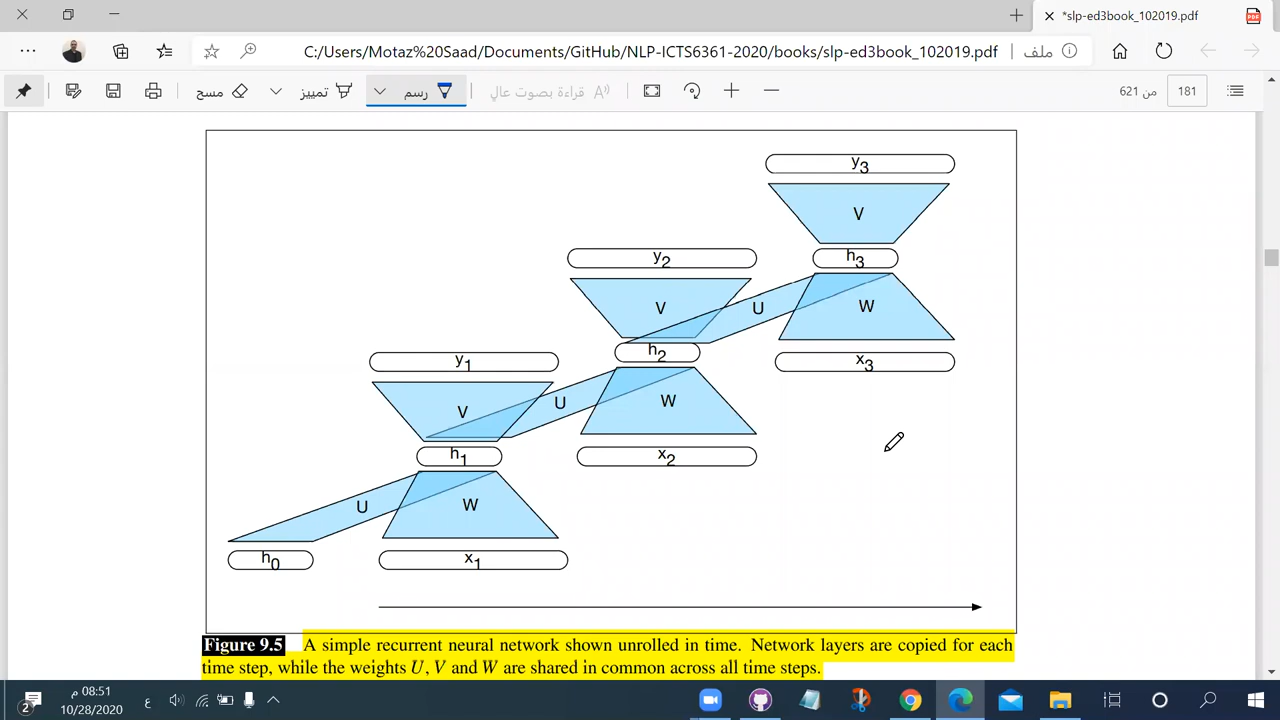 *slp-ed3book_102019.pdf
C:/Users/Motaz%20Saad/Documents/GitHub/NLP-ICTS6361-2020/books/slp-ed3book_102019.pdf ملف
مسح تمييز رسم قراءة بصوت عالٍ 181 من 621
y3
V
h3
y2
V U W
h2 x3
y1
V U W
h1 x2
U W
h0 x1
Figure 9.5 A simple recurrent neural network shown unrolled in time. Network layers are copied for each
time step, while the weights U, V and W are shared in common across all time steps.
08:51 م
ع
10/28/2020
2